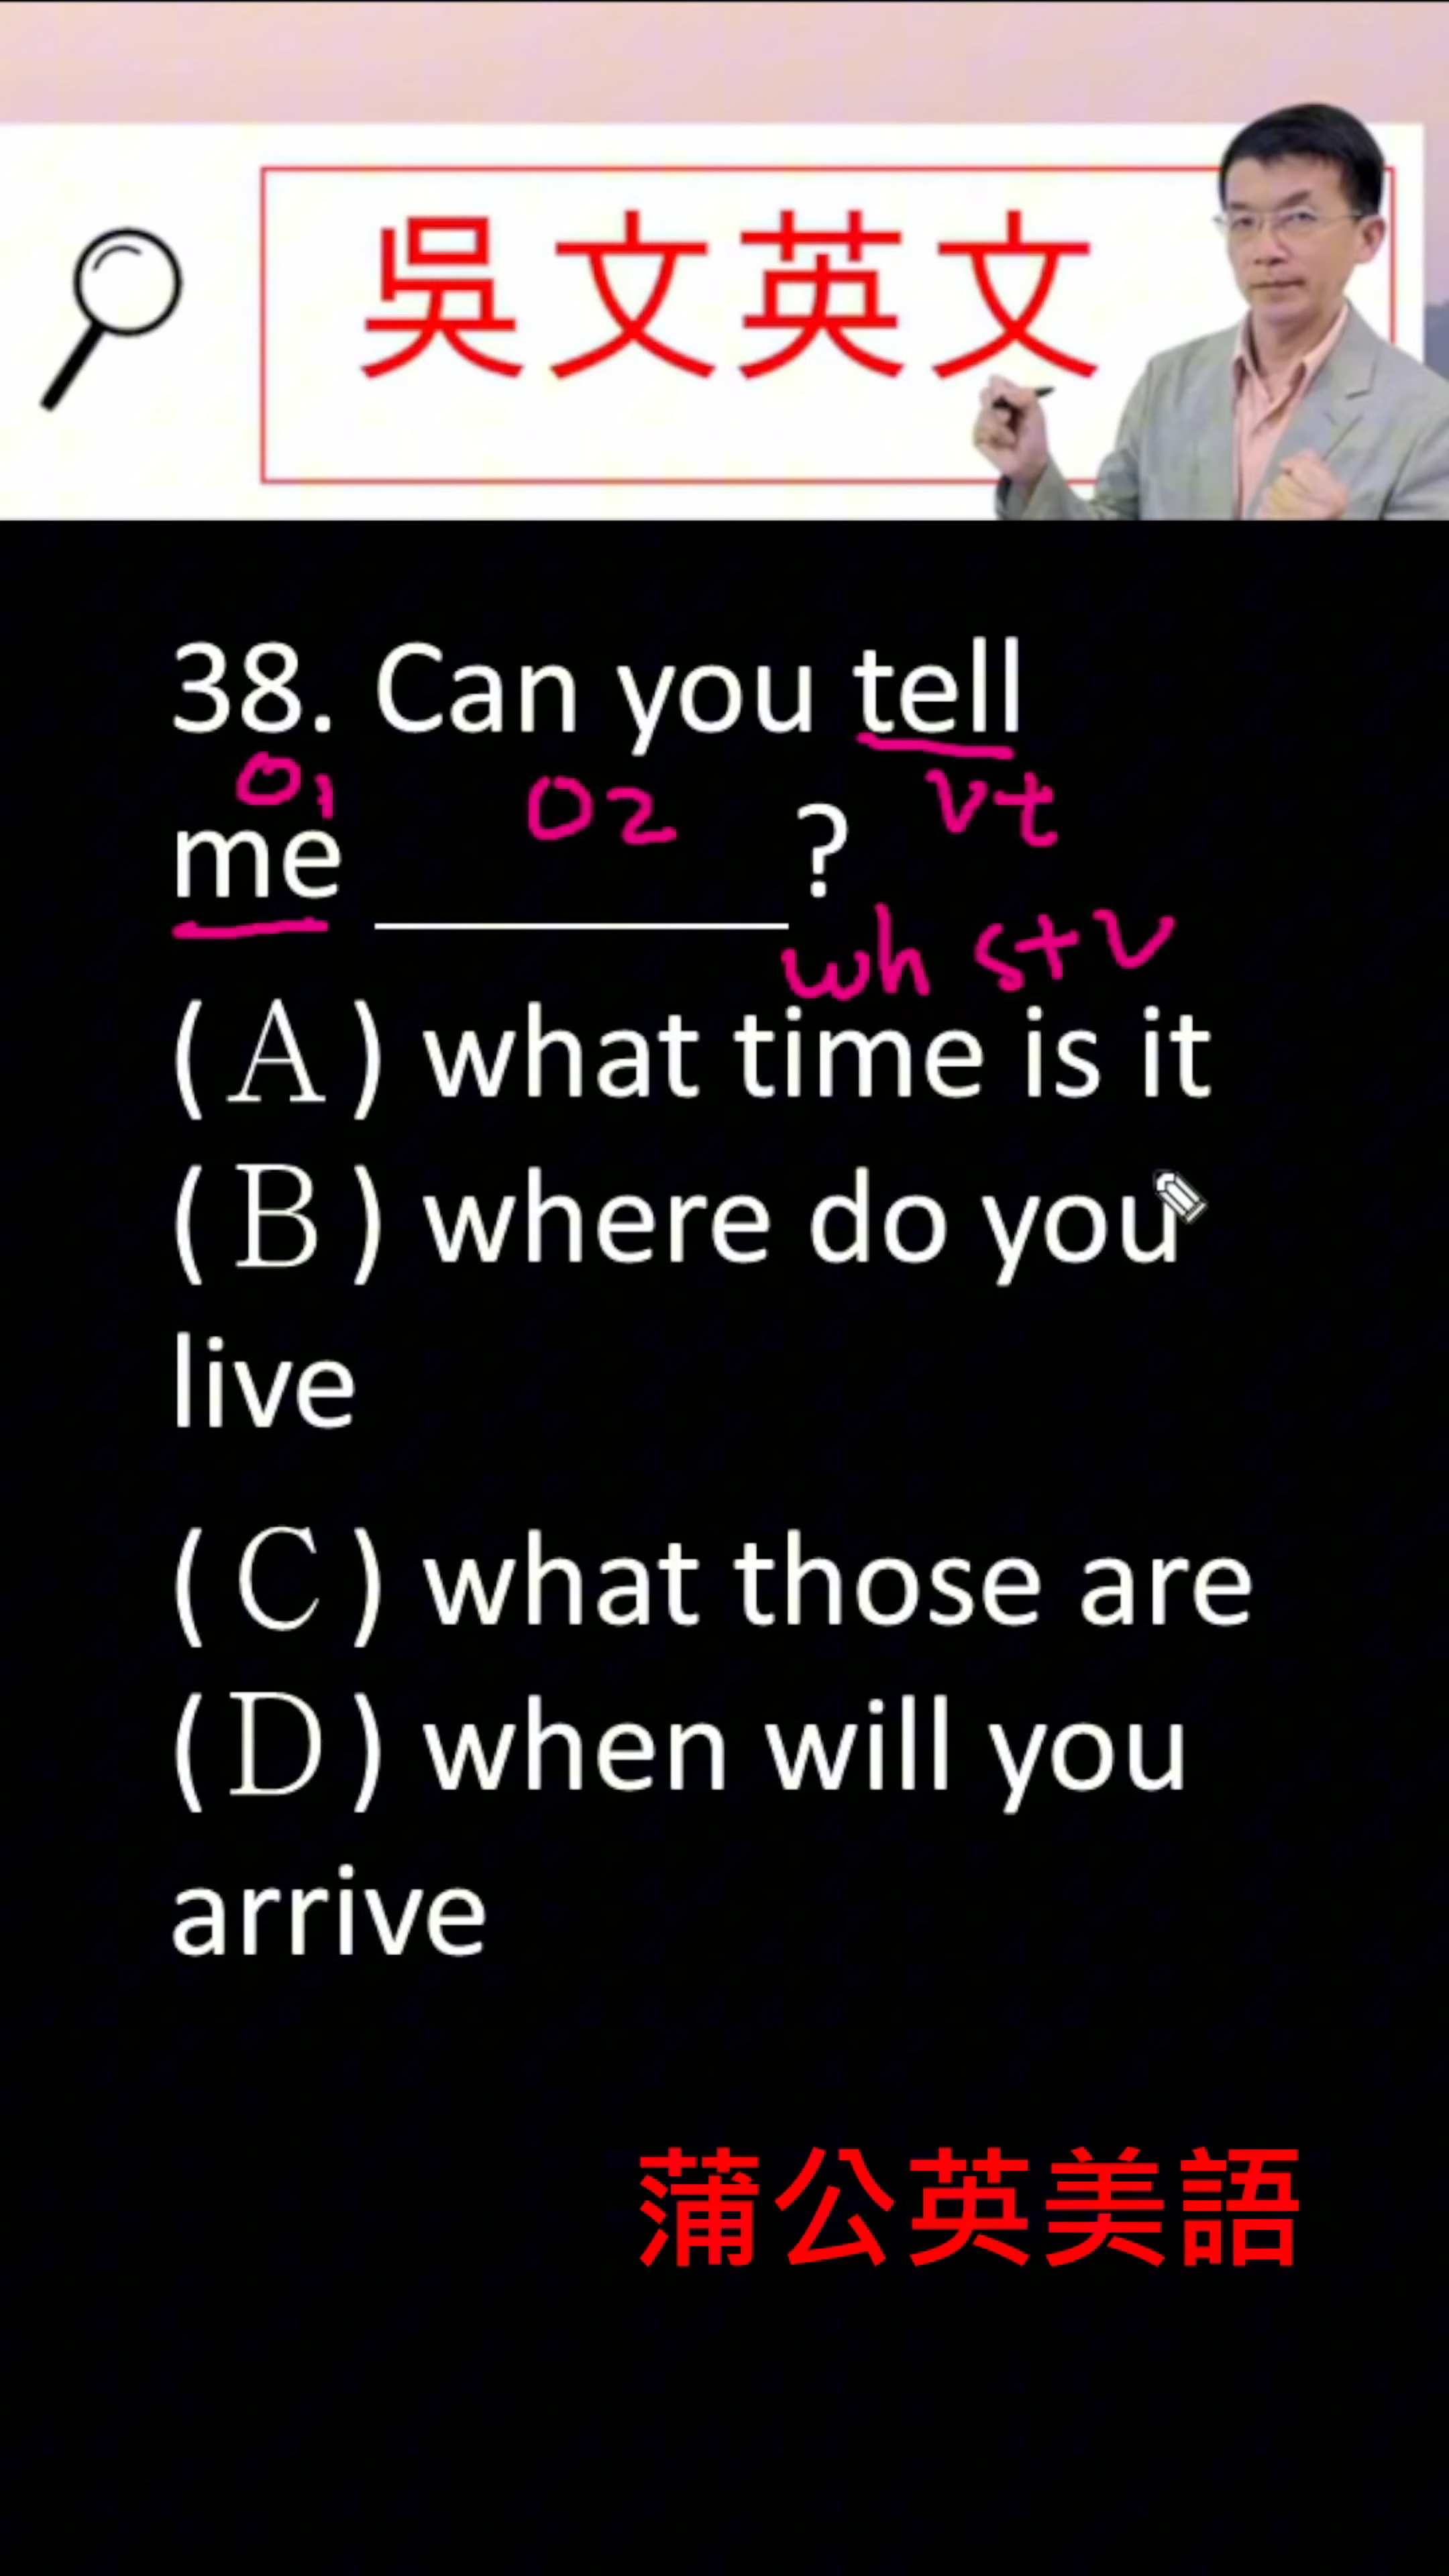 吳文英文
38. Can you tell
O1 O2 vt
me ________?
wh s+v
(A) what time is it
(B) where do you
live
(C) what those are
(D) when will you
arrive
蒲公英美語